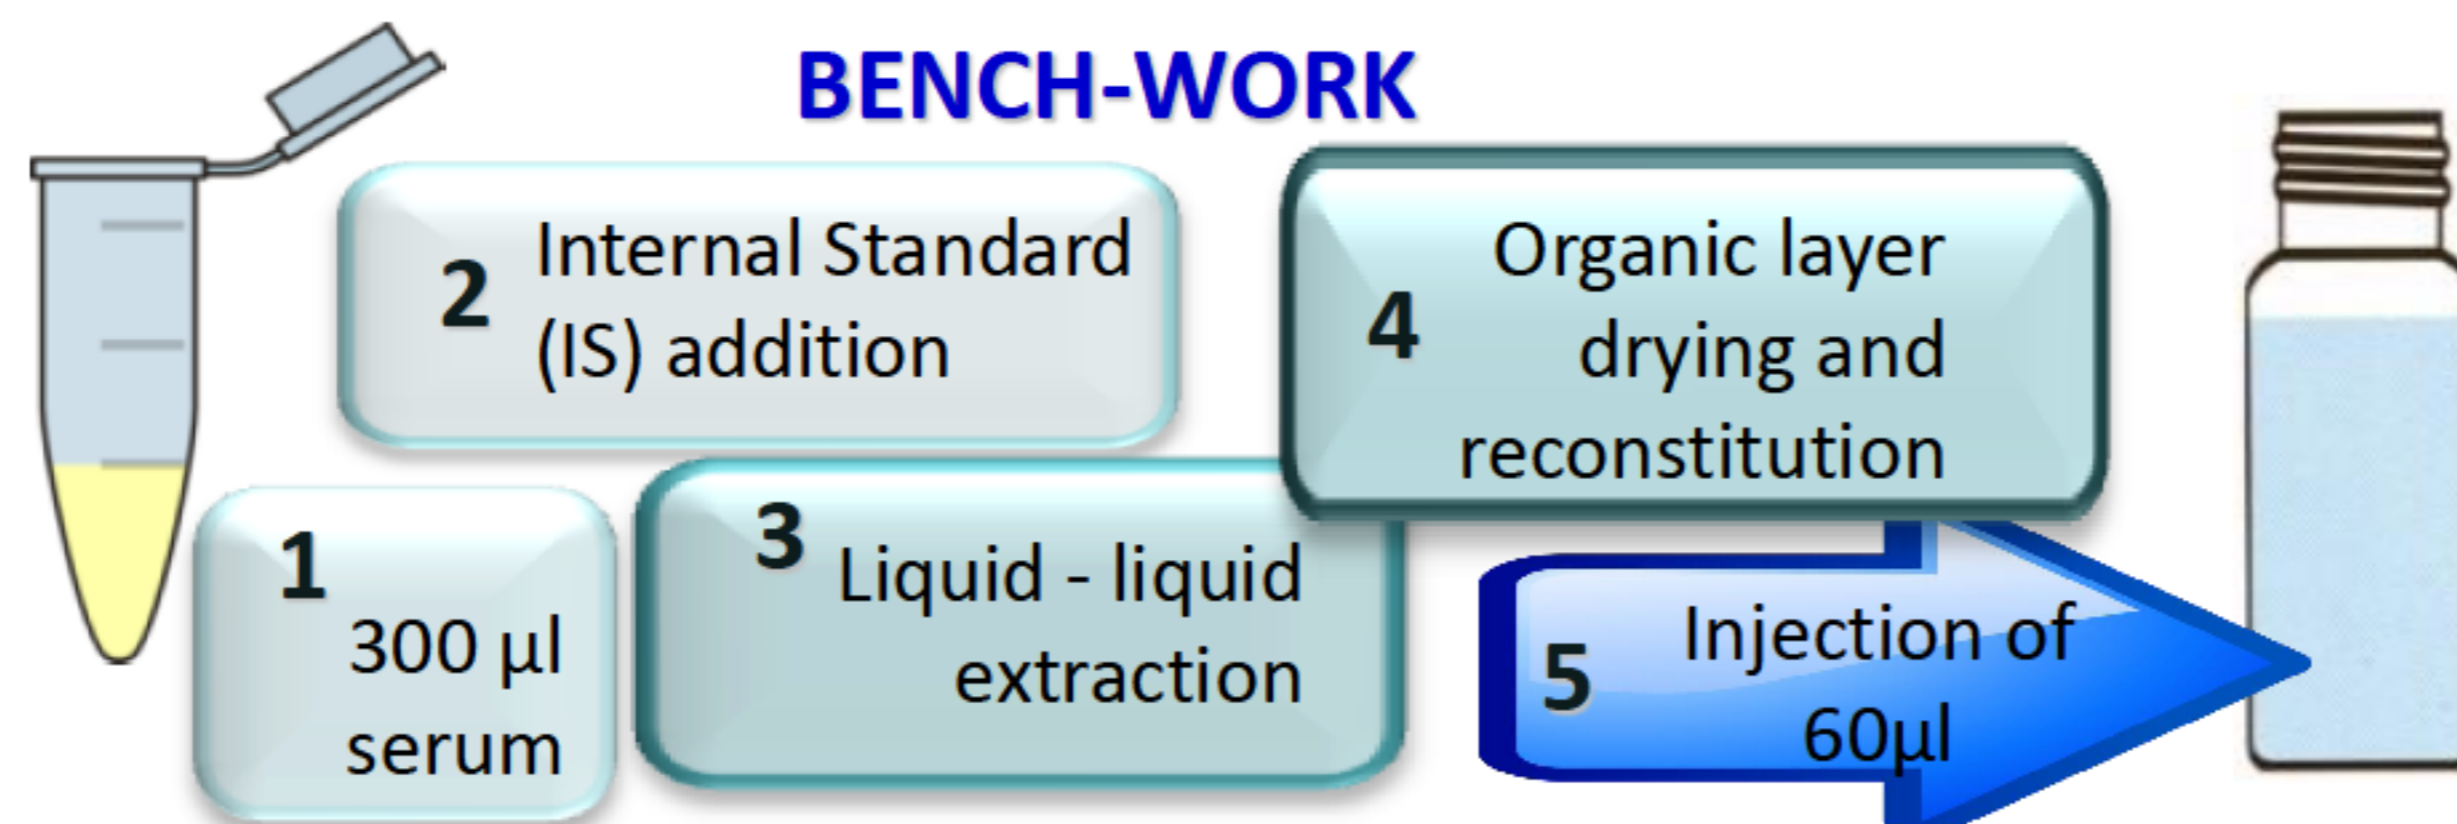 BENCH-WORK
1
300 µl
serum
2
Internal Standard
(IS) addition
3
Liquid - liquid
extraction
4
Organic layer
drying and
reconstitution
5
Injection of
60µl